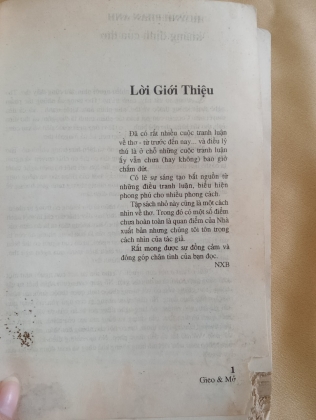 Lời Giới Thiệu
Đã có rất nhiều cuộc tranh luận
về thơ - từ trước đến nay... và điều lý
thú là ở chỗ những cuộc tranh luận
ấy vẫn chưa (hay không) bao giờ
chấm dứt.
Có lẽ sự sáng tạo bắt nguồn từ
những điều tranh luận, biểu hiện
phong phú cho nhiều phong cách.
Tập sách nhỏ này cũng là một cách
nhìn về thơ. Trong đó có một số điểm
chưa hoàn toàn là quan điểm của Nhà
xuất bản nhưng chúng tôi tôn trọng
cách nhìn của tác giả.
Rất mong được sự đồng cảm và
đóng góp chân tình của bạn đọc.
NXB
1
Gieo & Mở